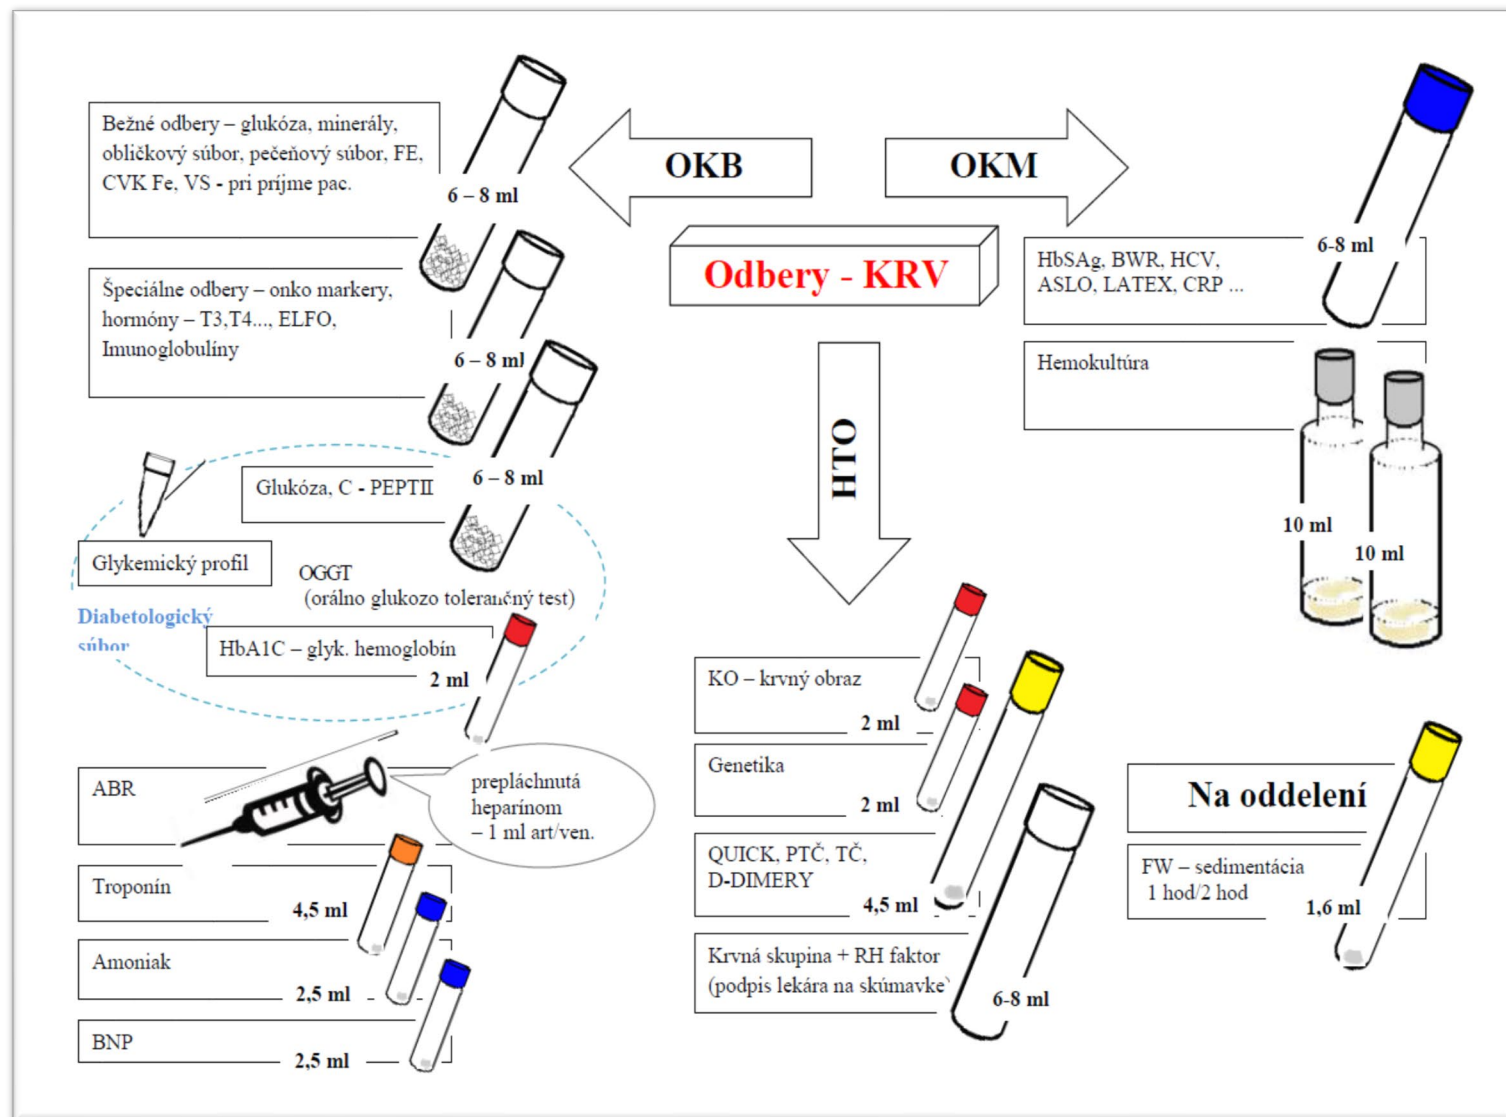 OKB
OKM
Odbery - KRV
HTO
Bežné odbery – glukóza, minerály,
obličkový súbor, pečeňový súbor, FE,
CVK Fe, VS - pri príjme pac.
6 – 8 ml
Špeciálne odbery – onko markery,
hormóny – T3,T4..., ELFO,
Imunoglobulíny
6 – 8 ml
Glukóza, C - PEPTI
6 – 8 ml
Glykemický profil
OGGT
(orálno glukozo tolerančný test)
Diabetologický
súbor
HbA1C – glyk. hemoglobín
2 ml
ABR
prepláchnutá
heparínom
– 1 ml art/ven.
Troponín
4,5 ml
Amoniak
2,5 ml
BNP
2,5 ml
KO – krvný obraz
2 ml
Genetika
2 ml
QUICK, PTČ, TČ,
D-DIMERY
4,5 ml
Krvná skupina + RH faktor
(podpis lekára na skúmavke)
6-8 ml
HbSAg, BWR, HCV,
ASLO, LATEX, CRP ...
6-8 ml
Hemokultúra
10 ml
10 ml
Na oddelení
FW – sedimentácia
1 hod/2 hod
1,6 ml